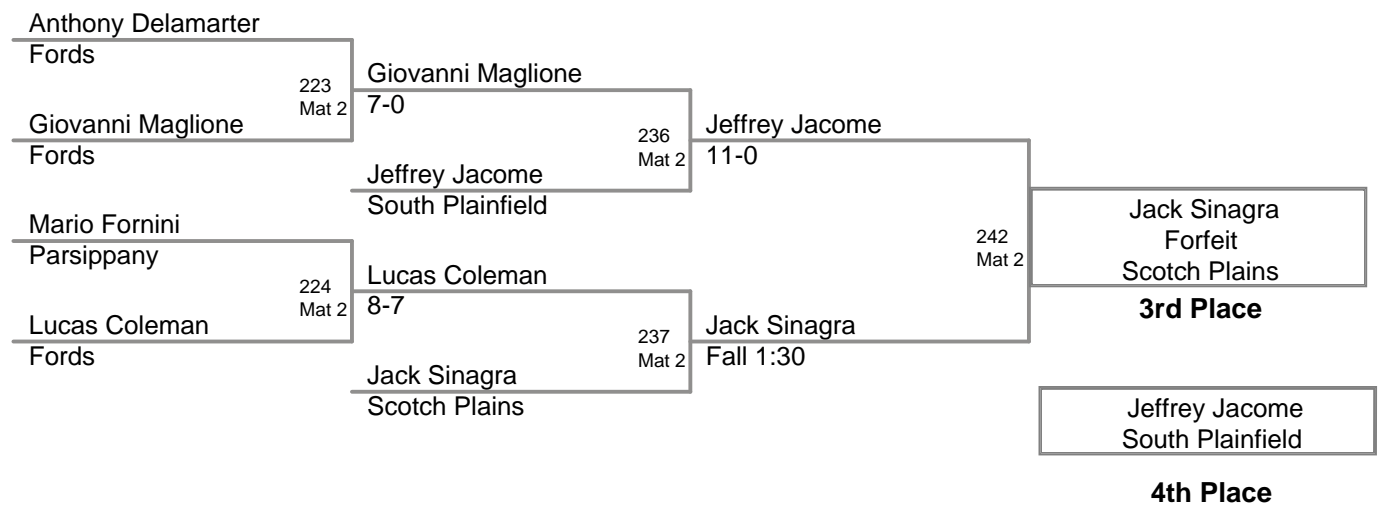 Anthony Delamarter
Fords
223
Mat 2
Giovanni Maglione
Fords
Giovanni Maglione
7-0
236
Mat 2
Jeffrey Jacome
South Plainfield
Jeffrey Jacome
11-0
Mario Fornini
Parsippany
224
Mat 2
Lucas Coleman
Fords
Lucas Coleman
8-7
237
Mat 2
Jack Sinagra
Scotch Plains
Jack Sinagra
Fall 1:30
242
Mat 2
Jack Sinagra
Forfeit
Scotch Plains
3rd Place
Jeffrey Jacome
South Plainfield
4th Place